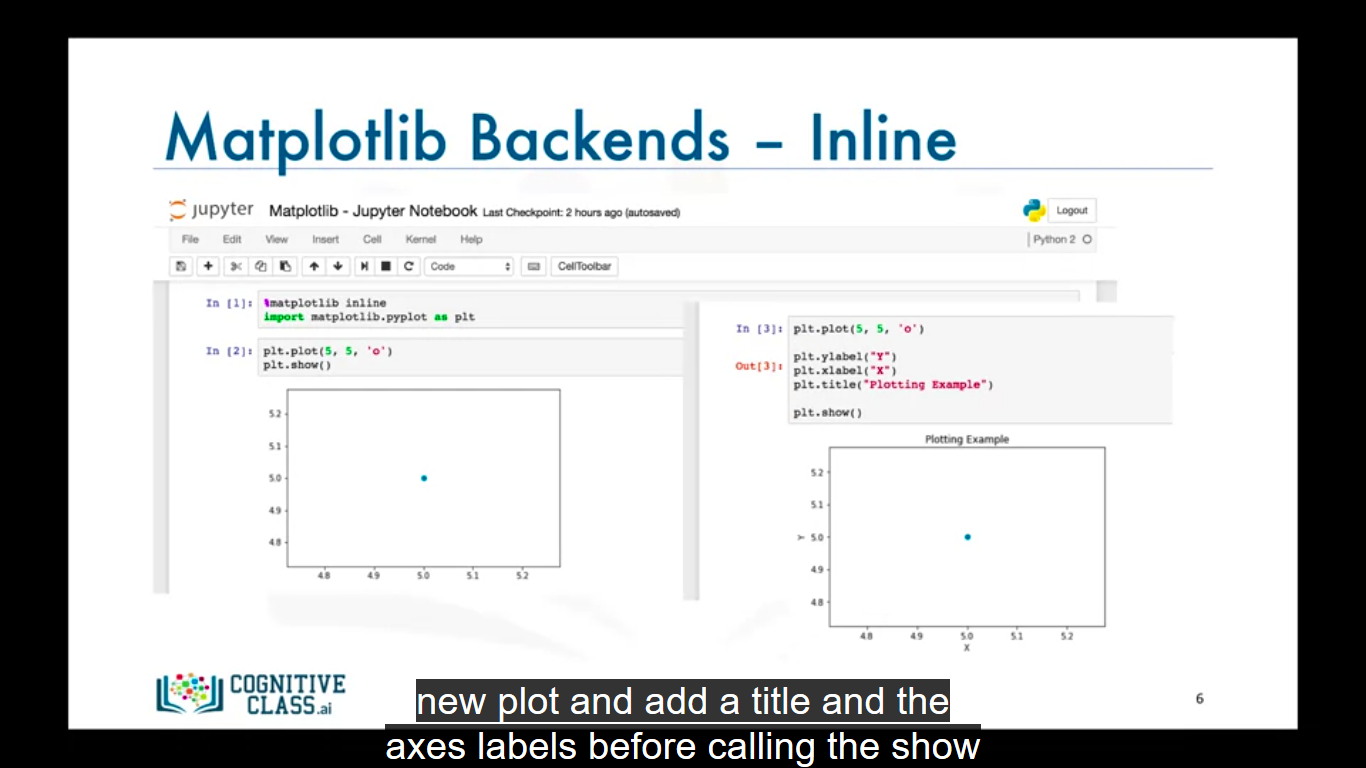 Matplotlib Backends – Inline
jupyter Matplotlib - Jupyter Notebook Last Checkpoint: 2 hours ago (autosaved) Logout
File Edit View Insert Cell Kernel Help Python 2
Code CellToolbar
In [1]: %matplotlib inline
import matplotlib.pyplot as plt
In [2]: plt.plot(5, 5, 'o')
plt.show()
5.2
5.1
5.0
4.9
4.8
4.8 4.9 5.0 5.1 5.2
In [3]: plt.plot(5, 5, 'o')
plt.ylabel("Y")
Out[3]: plt.xlabel("X")
plt.title("Plotting Example")
plt.show()
Plotting Example
5.2
5.1
Y 5.0
4.9
4.8
4.8 4.9 5.0 5.1 5.2
X
COGNITIVE
CLASS.ai
6
new plot and add a title and the
axes labels before calling the show